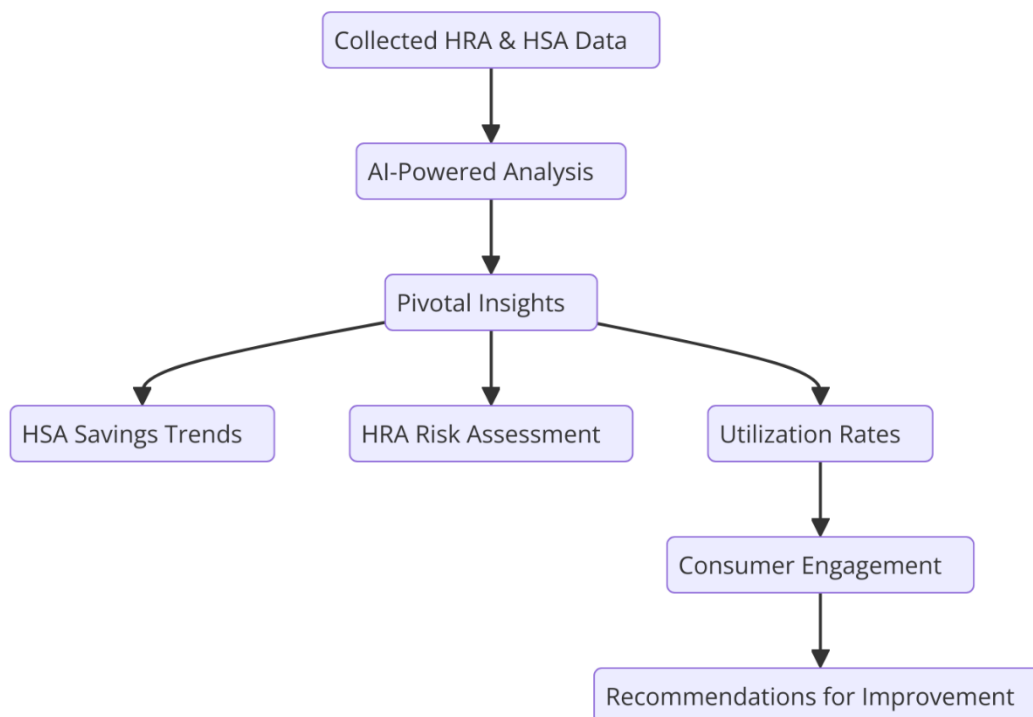 Collected HRA & HSA Data
AI-Powered Analysis
Pivotal Insights
HSA Savings Trends
HRA Risk Assessment
Utilization Rates
Consumer Engagement
Recommendations for Improvement